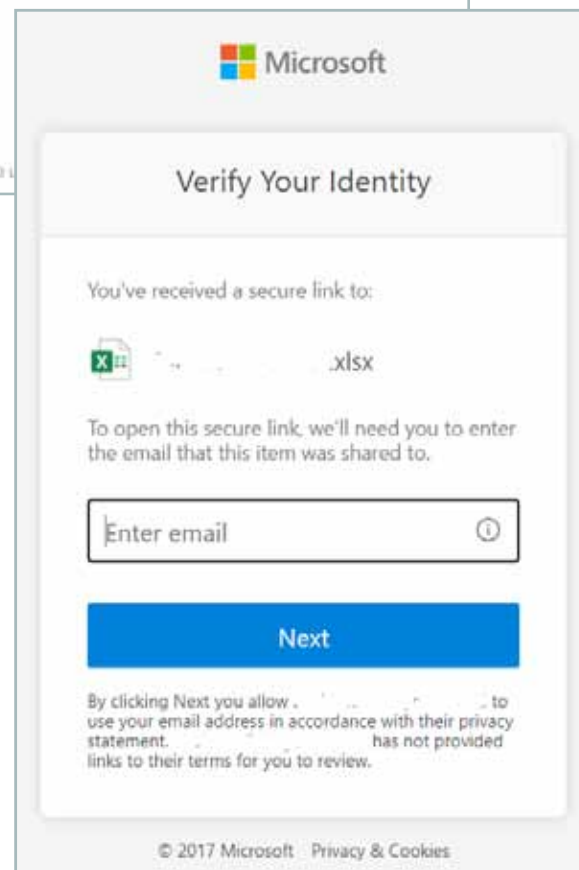 Microsoft
Verify Your Identity
You've received a secure link to:
.xlsx
To open this secure link, we'll need you to enter
the email that this item was shared to.
Enter email
Next
By clicking Next you allow to
use your email address in accordance with their privacy
statement. has not provided
links to their terms for you to review.
© 2017 Microsoft Privacy & Cookies